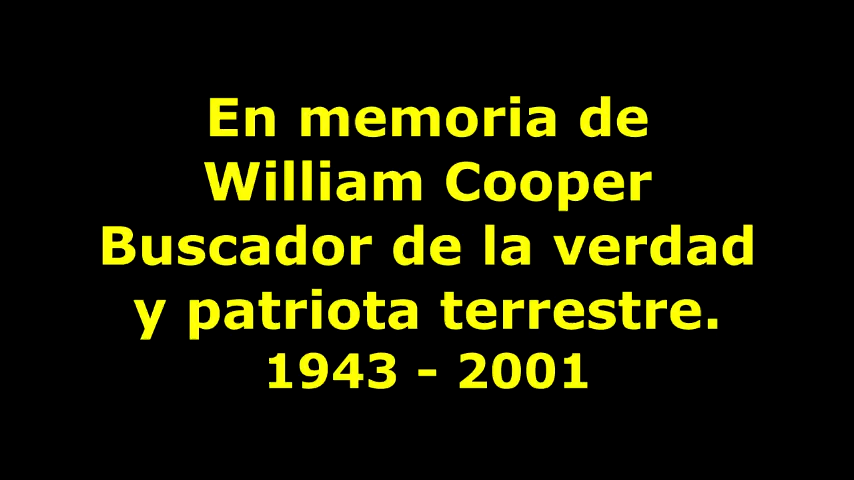 En memoria de
William Cooper
Buscador de la verdad
y patriota terrestre.
1943 - 2001